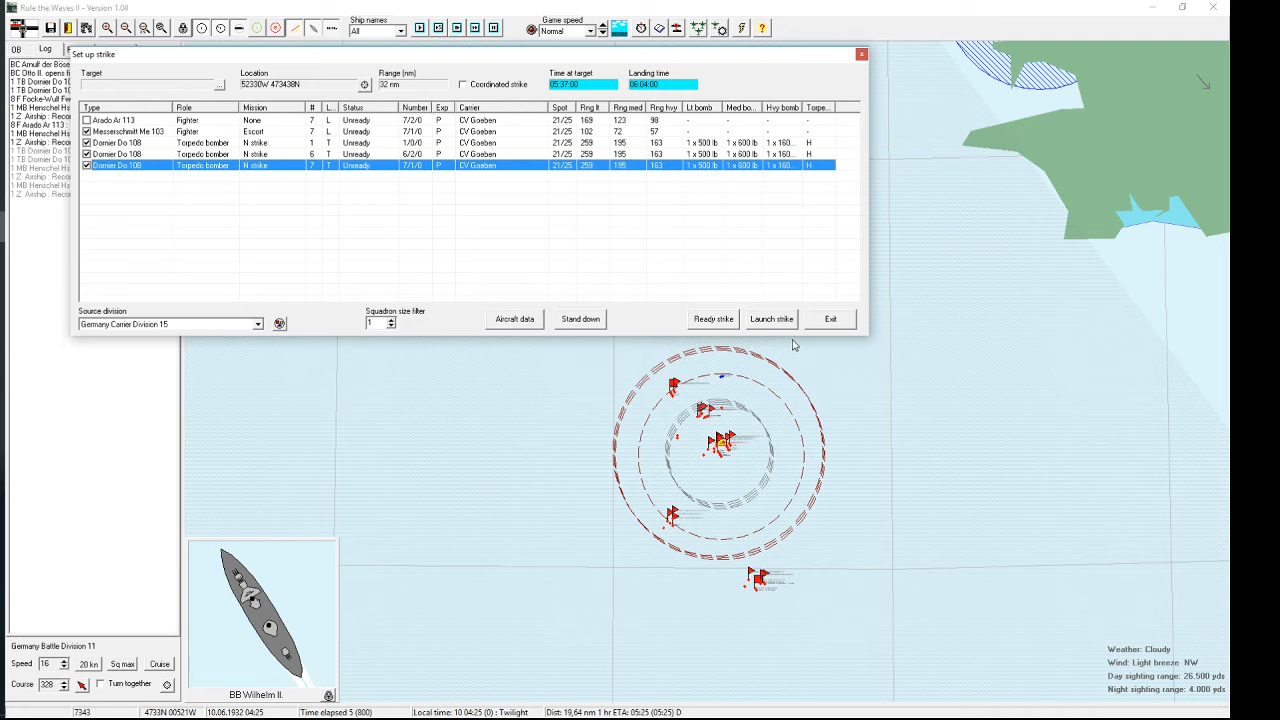 Rule the Waves II - Version 1.04
Ship names
All
Game speed
Normal
OB
Log
BC Arnulf der Böse
BC Otto II. opens fi
1 TB Dornier Do 10
1 TB Dornier Do 10
8 F Focke-Wulf Fw
1 MB Henschel Hs
1 Z Airship : Recor
8 F Arado Ar 113 :
1 MB Henschel Hs
1 Z Airship : Recor
1 TB Dornier Do 10
1 TB Dornier Do 10
1 MB Henschel Hs
1 MB Henschel Hs
1 Z Airship : Recor
Set up strike
Target
Location
52330W 473438N
Range (nm)
32 nm
Coordinated strike
Time at target
05:37:00
Landing time
06:04:00
Type Role Mission # L... Status Number Exp Carrier Spot Rng lt Rng med Rng hvy Lt bomb Med bo... Hvy bomb Torpe...
Arado Ar 113 Fighter None 7 L Unready 7/2/0 P CV Goeben 21/25 169 123 98 - - - -
Messerschmitt Me 103 Fighter Escort 7 L Unready 7/1/0 P CV Goeben 21/25 102 72 57 - - - -
Dornier Do 108 Torpedo bomber N strike 1 T Unready 1/0/0 P CV Goeben 21/25 259 195 163 1 x 500 lb 1 x 600 lb 1 x 160... H
Dornier Do 108 Torpedo bomber N strike 6 T Unready 6/2/0 P CV Goeben 21/25 259 195 163 1 x 500 lb 1 x 600 lb 1 x 160... H
Dornier Do 108 Torpedo bomber N strike 7 T Unready 7/1/0 P CV Goeben 21/25 259 195 163 1 x 500 lb 1 x 600 lb 1 x 160... H
Source division
Germany Carrier Division 15
Squadron size filter
1
Aircraft data
Stand down
Ready strike
Launch strike
Exit
Germany Battle Division 11
Speed 16 20 kn Sq max Cruise
Course 328 Turn together
BB Wilhelm II.
Weather: Cloudy
Wind: Light breeze NW
Day sighting range: 26.500 yds
Night sighting range: 4.000 yds
7343 4733N 00521W 10.06.1932 04:25 Time elapsed 5 (800) Local time: 10 04:25 (0) : Twilight Dist: 19,64 nm 1 hr ETA: 05:25 (05:25) D